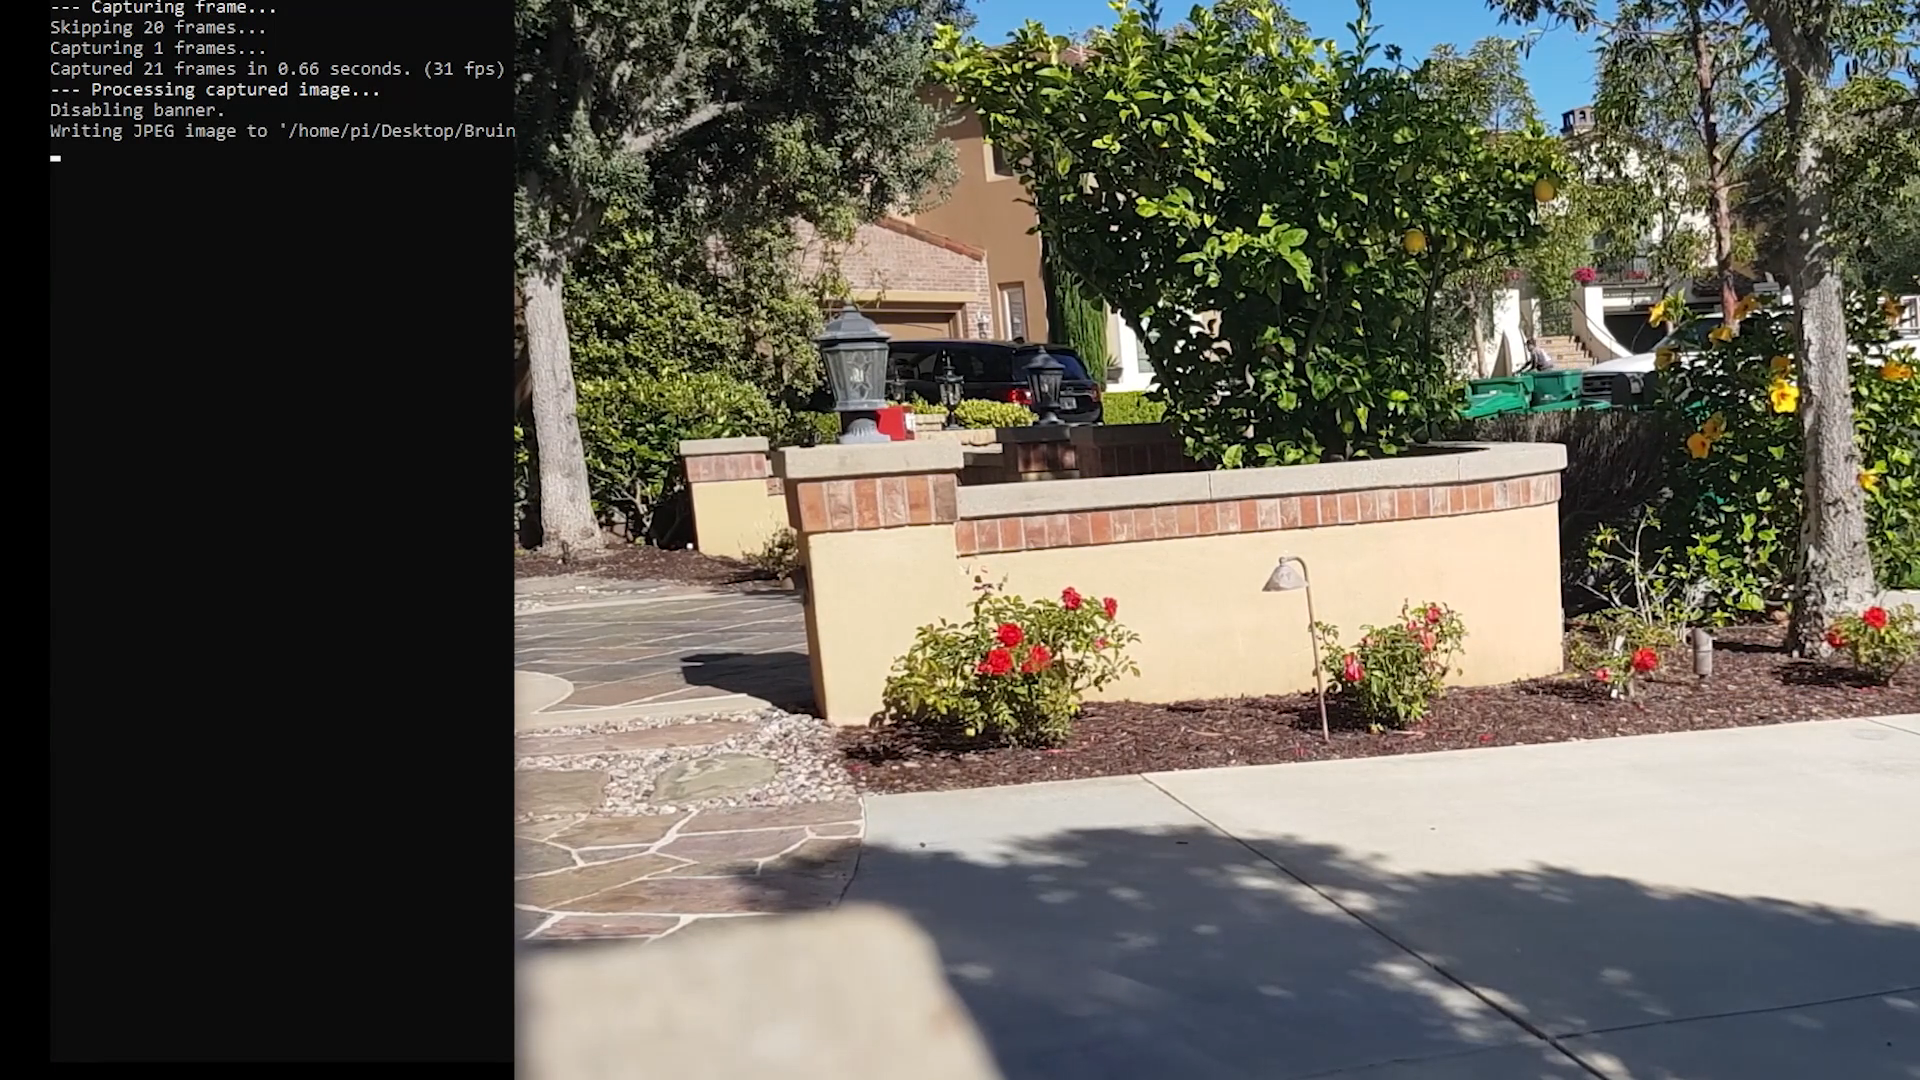 --- Capturing frame...
Skipping 20 frames...
Capturing 1 frames...
Captured 21 frames in 0.66 seconds. (31 fps)
--- Processing captured image...
Disabling banner.
Writing JPEG image to '/home/pi/Desktop/Bruin